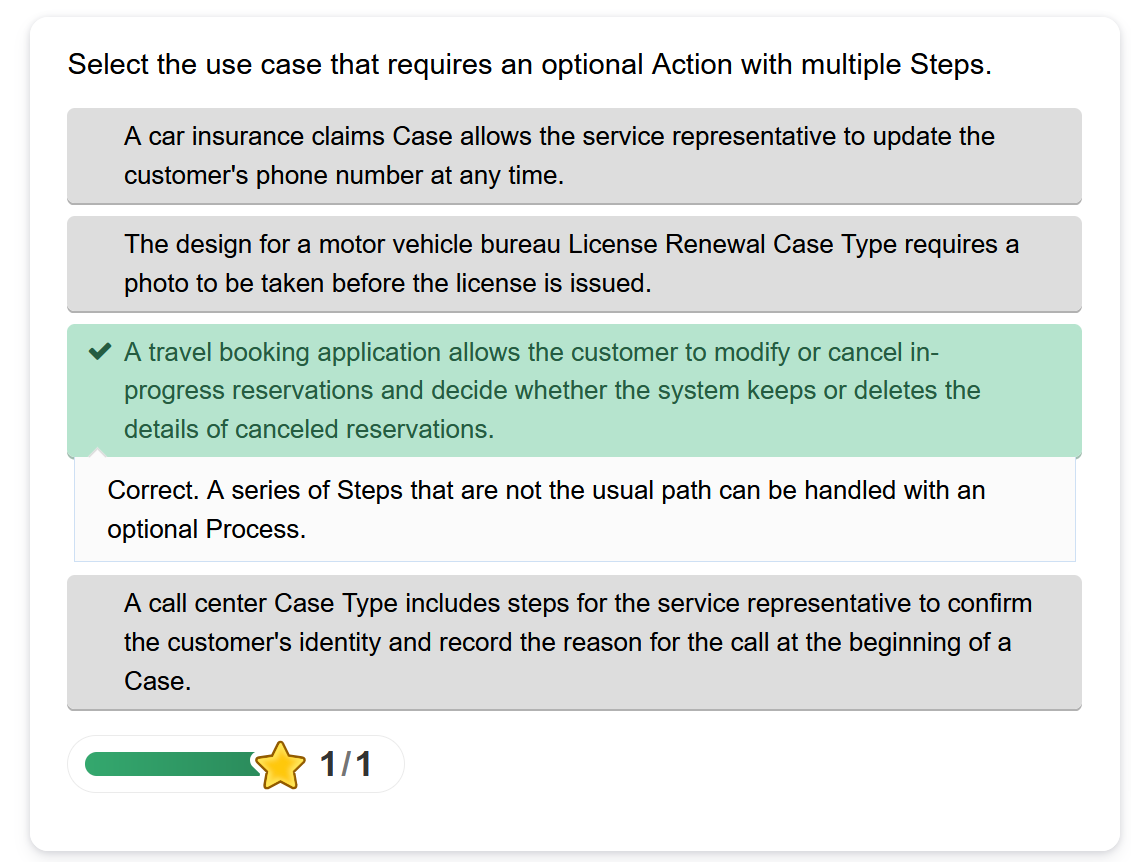 Select the use case that requires an optional Action with multiple Steps.
A car insurance claims Case allows the service representative to update the
customer's phone number at any time.
The design for a motor vehicle bureau License Renewal Case Type requires a
photo to be taken before the license is issued.
A travel booking application allows the customer to modify or cancel in-
progress reservations and decide whether the system keeps or deletes the
details of canceled reservations.
Correct. A series of Steps that are not the usual path can be handled with an
optional Process.
A call center Case Type includes steps for the service representative to confirm
the customer's identity and record the reason for the call at the beginning of a
Case.
1/1